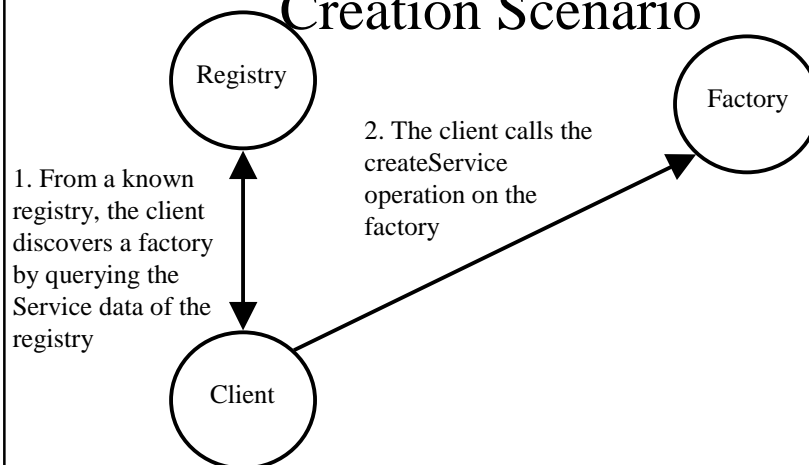 Creation Scenario
Registry
Factory
2. The client calls the
createService
operation on the
factory
1. From a known
registry, the client
discovers a factory
by querying the
Service data of the
registry
Client